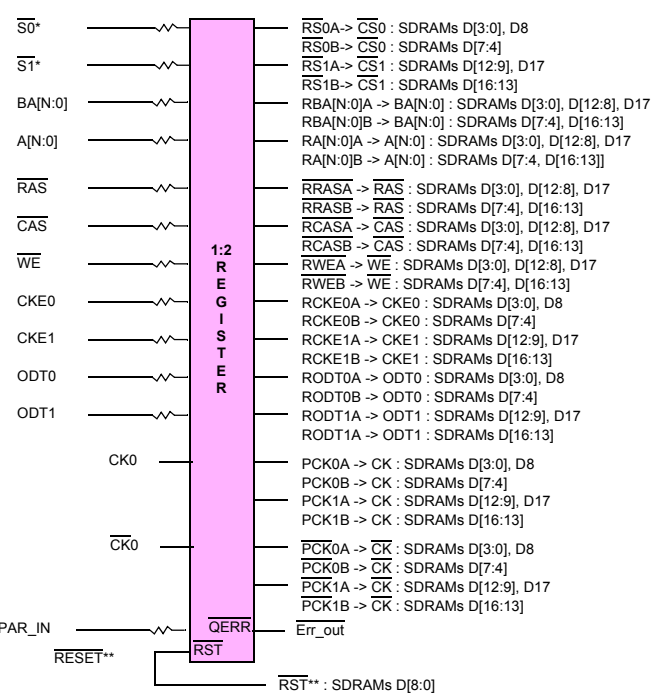 S0*
RS0A-> CS0 : SDRAMs D[3:0], D8
RS0B-> CS0 : SDRAMs D[7:4]
S1*
RS1A-> CS1 : SDRAMs D[12:9], D17
RS1B-> CS1 : SDRAMs D[16:13]
BA[N:0]
RBA[N:0]A -> BA[N:0] : SDRAMs D[3:0], D[12:8], D17
RBA[N:0]B -> BA[N:0] : SDRAMs D[7:4], D[16:13]
A[N:0]
RA[N:0]A -> A[N:0] : SDRAMs D[3:0], D[12:8], D17
RA[N:0]B -> A[N:0] : SDRAMs D[7:4, D[16:13]]
RAS
RRASA -> RAS : SDRAMs D[3:0], D[12:8], D17
RRASB -> RAS : SDRAMs D[7:4], D[16:13]
CAS
RCASA -> CAS : SDRAMs D[3:0], D[12:8], D17
RCASB -> CAS : SDRAMs D[7:4], D[16:13]
WE
RWEA -> WE : SDRAMs D[3:0], D[12:8], D17
RWEB -> WE : SDRAMs D[7:4], D[16:13]
CKE0
RCKE0A -> CKE0 : SDRAMs D[3:0], D8
RCKE0B -> CKE0 : SDRAMs D[7:4]
CKE1
RCKE1A -> CKE1 : SDRAMs D[12:9], D17
RCKE1B -> CKE1 : SDRAMs D[16:13]
ODT0
RODT0A -> ODT0 : SDRAMs D[3:0], D8
RODT0B -> ODT0 : SDRAMs D[7:4]
ODT1
RODT1A -> ODT1 : SDRAMs D[12:9], D17
RODT1A -> ODT1 : SDRAMs D[16:13]
1:2
R
E
G
I
S
T
E
R
CK0
PCK0A -> CK : SDRAMs D[3:0], D8
PCK0B -> CK : SDRAMs D[7:4]
PCK1A -> CK : SDRAMs D[12:9], D17
PCK1B -> CK : SDRAMs D[16:13]
CK0
PCK0A -> CK : SDRAMs D[3:0], D8
PCK0B -> CK : SDRAMs D[7:4]
PCK1A -> CK : SDRAMs D[12:9], D17
PCK1B -> CK : SDRAMs D[16:13]
PAR_IN
QERR
Err_out
RESET**
RST
RST** : SDRAMs D[8:0]